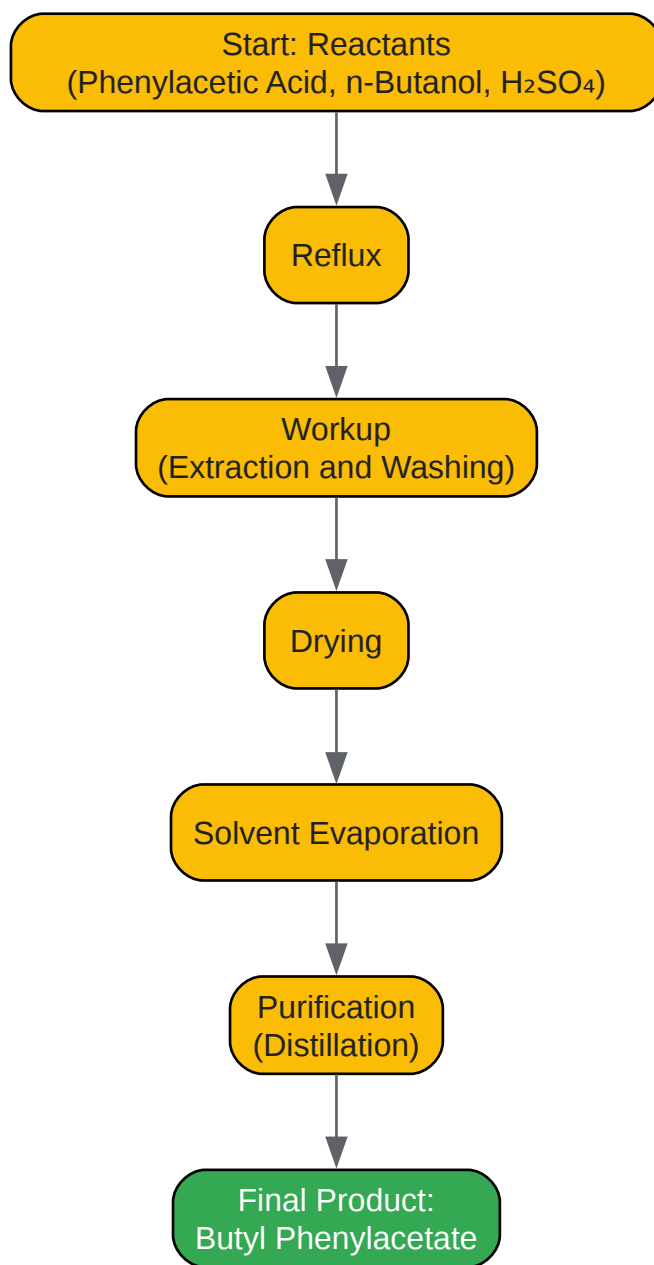 Start: Reactants
(Phenylacetic Acid, n-Butanol, H₂SO₄)
Reflux
Workup
(Extraction and Washing)
Drying
Solvent Evaporation
Purification
(Distillation)
Final Product:
Butyl Phenylacetate